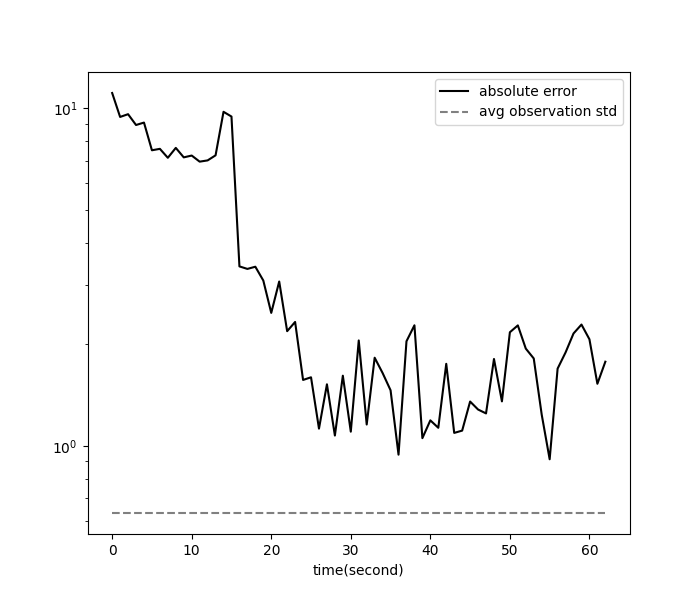 absolute error
avg observation std
10¹
10⁰
0 10 20 30 40 50 60
time(second)